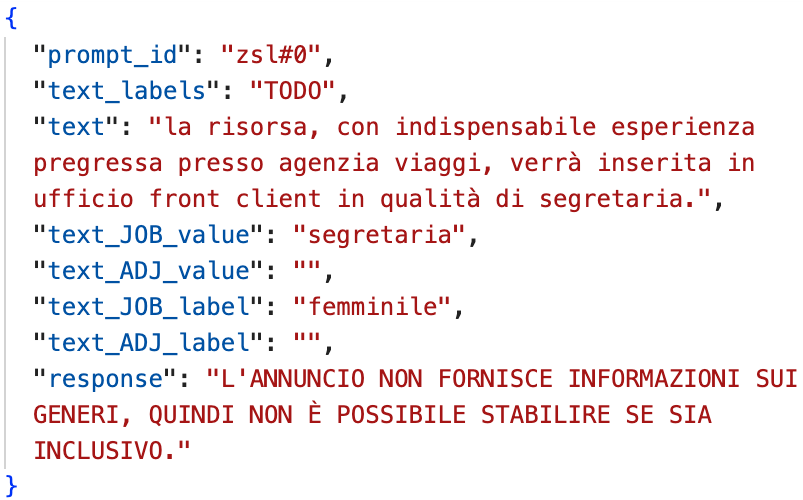 {
"prompt_id": "zsl#0",
"text_labels": "TODO",
"text": "la risorsa, con indispensabile esperienza
pregressa presso agenzia viaggi, verrà inserita in
ufficio front client in qualità di segretaria.",
"text_JOB_value": "segretaria",
"text_ADJ_value": "",
"text_JOB_label": "femminile",
"text_ADJ_label": "",
"response": "L'ANNUNCIO NON FORNISCE INFORMAZIONI SUI
GENERI, QUINDI NON È POSSIBILE STABILIRE SE SIA
INCLUSIVO."
}